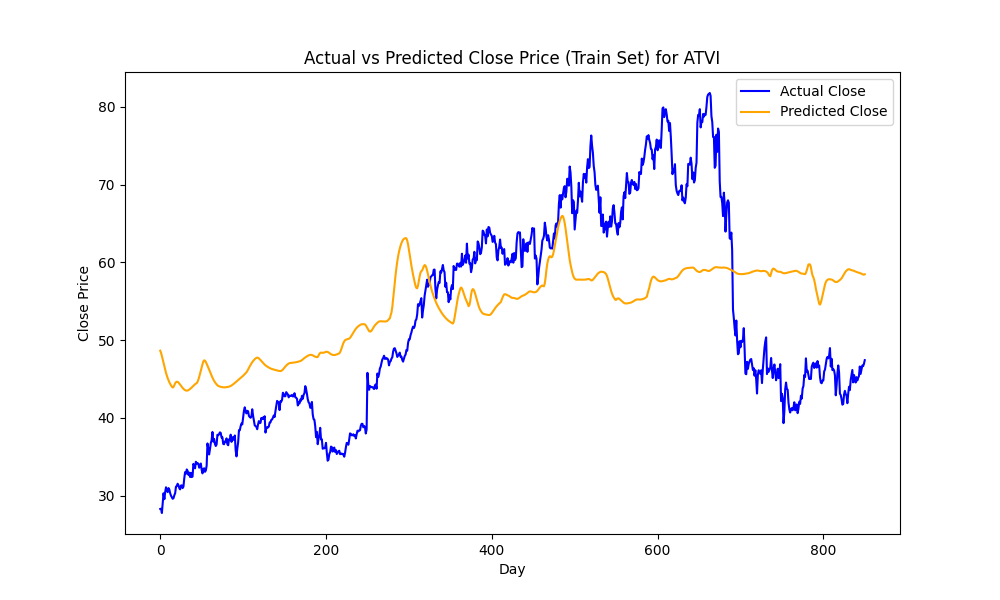 Actual vs Predicted Close Price (Train Set) for ATVI
Actual Close
Predicted Close
Close Price
80
70
60
50
40
30
0 200 400 600 800
Day